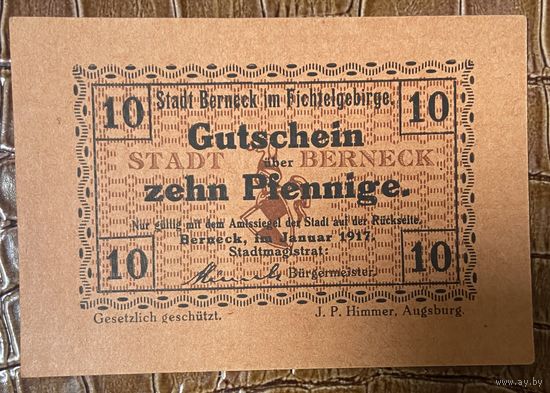 10 Stadt Berneck im Fichtelgebirge. 10
Gutschein
STADT über BERNECK
zehn Pfennige.
Nur gültig mit dem Amtssiegel der Stadt auf der Rückseite.
Berneck, im Januar 1917.
Stadtmagistrat:
10 Bürgermeister. 10
Gesetzlich geschützt. J. P. Himmer, Augsburg.
www.ay.by